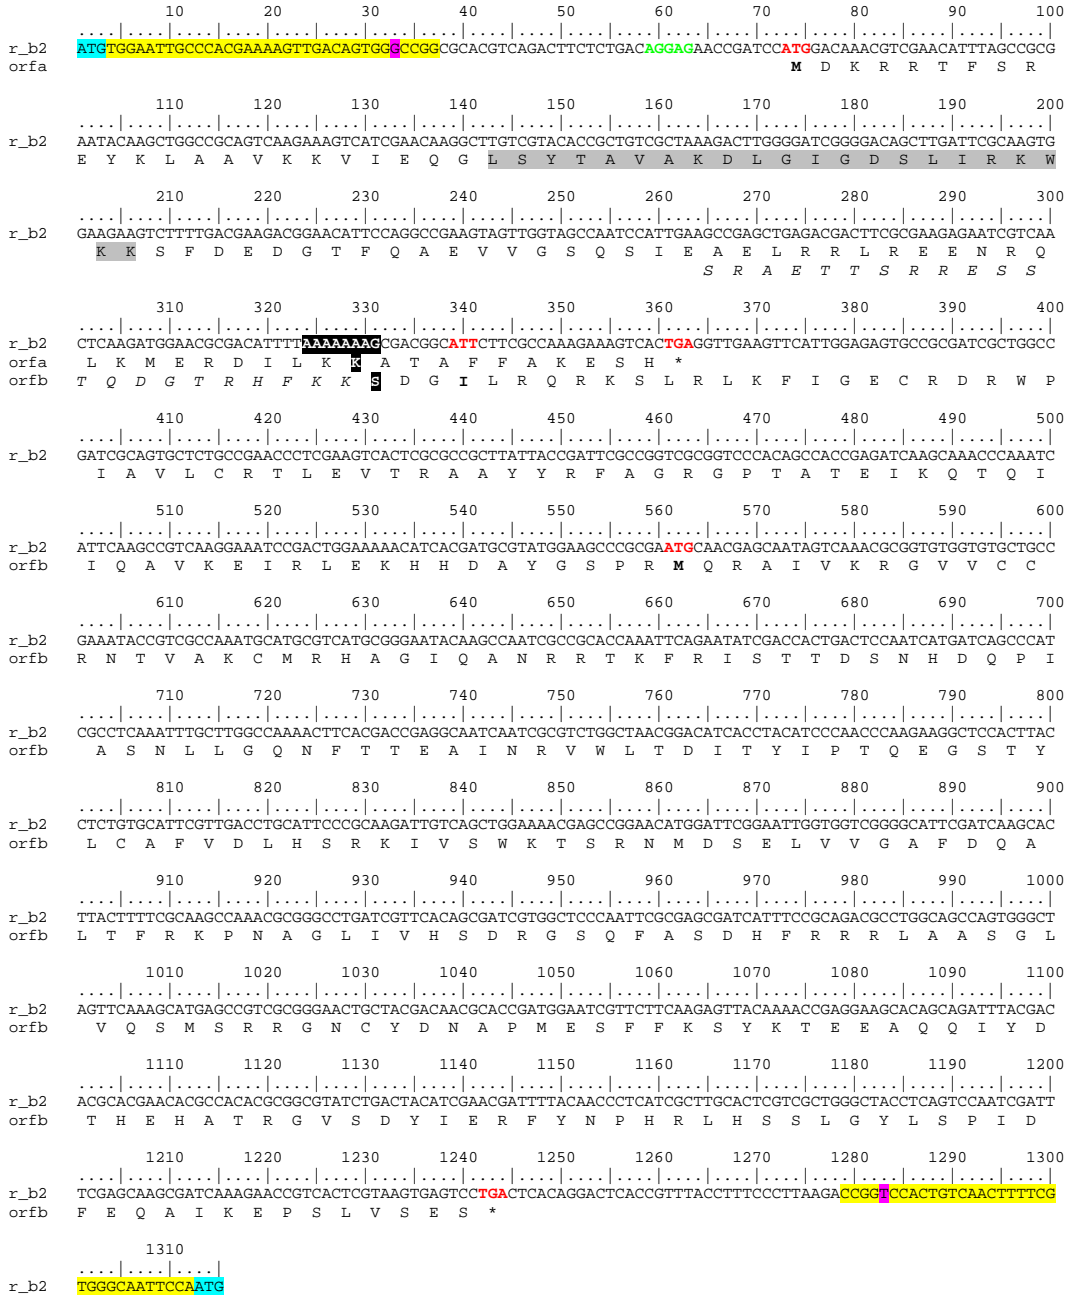 10 20 30 40 50 60 70 80 90 100
....|....|....|....|....|....|....|....|....|....|....|....|....|....|....|....|....|....|....|....|
r_b2 ATGTGGAATTGCCCACGAAAAGTTGACAGTGGGCCGGCGCACGTCAGACTTCTCTGACAGGAGAACCGATCCATGGACAAACGTCGAACATTTAGCCGCG
orfa M D K R R T F S R
110 120 130 140 150 160 170 180 190 200
....|....|....|....|....|....|....|....|....|....|....|....|....|....|....|....|....|....|....|....|
r_b2 AATACAAGCTGGCCGCAGTCAAGAAAGTCATCGAACAAGGCTTGTCGTACACCGCTGTCGCTAAAGACTTGGGGATCGGGGACAGCTTGATTCGCAAGTG
E Y K L A A V K K V I E Q G L S Y T A V A K D L G I G D S L I R K W
210 220 230 240 250 260 270 280 290 300
....|....|....|....|....|....|....|....|....|....|....|....|....|....|....|....|....|....|....|....|
r_b2 GAAGAAGTCTTTTGACGAAGACGGAACATTCCAGGCCGAAGTAGTTGGTAGCCAATCCATTGAAGCCGAGCTGAGACGACTTCGCGAAGAGAATCGTCAA
K K S F D E D G T F Q A E V V G S Q S I E A E L R R L R E E N R Q
S R A E T T S R R E S S
310 320 330 340 350 360 370 380 390 400
....|....|....|....|....|....|....|....|....|....|....|....|....|....|....|....|....|....|....|....|
r_b2 CTCAAGATGGAACGCGACATTTTTAAAAAAAGCGACGGCATTCTTCGCCAAAGAAAGTCACTGAGGTTGAAGTTCATTGGAGAGTGCCGCGATCGCTGGCC
orfa L K M E R D I L K K A T A F F A K E S H *
orfb T Q D G T R H F K K S D G I L R Q R K S L R L K F I G E C R D R W P
410 420 430 440 450 460 470 480 490 500
....|....|....|....|....|....|....|....|....|....|....|....|....|....|....|....|....|....|....|....|
r_b2 GATCGCAGTGCTCTGCCGAACCCTCGAAGTCACTCGCGCCGCTTATTACCGATTCGCCGGTCGCGGTCCCACAGCCACCGAGATCAAGCAAACCCAAATC
I A V L C R T L E V T R A A Y Y R F A G R G P T A T E I K Q T Q I
510 520 530 540 550 560 570 580 590 600
....|....|....|....|....|....|....|....|....|....|....|....|....|....|....|....|....|....|....|....|
r_b2 ATTCAAGCCGTCAAGGAAATCCGACTGGAAAAACATCACGATGCGTATGGAAGCCCGCGAATGCAACGAGCAATAGTCAAACGCGGTGTGGTGTGCTGCC
orfb I Q A V K E I R L E K H H D A Y G S P R M Q R A I V K R G V V C C
610 620 630 640 650 660 670 680 690 700
....|....|....|....|....|....|....|....|....|....|....|....|....|....|....|....|....|....|....|....|
r_b2 GAAATACCGTCGCCAAATGCATGCGTCATGCGGGAATACAAGCCAATCGCCGCACCAAATTCAGAATATCGACCACTGACTCCAATCATGATCAGCCCAT
orfb R N T V A K C M R H A G I Q A N R R T K F R I S T T D S N H D Q P I
710 720 730 740 750 760 770 780 790 800
....|....|....|....|....|....|....|....|....|....|....|....|....|....|....|....|....|....|....|....|
r_b2 CGCCTCAAATTTGCTTGGCCAAAACTTCACGACCGAGGCAATCAATCGCGTCTGGCTAACGGACATCACCTACATCCCAACCCAAGAAGGCTCCACTTAC
orfb A S N L L G Q N F T T E A I N R V W L T D I T Y I P T Q E G S T Y
810 820 830 840 850 860 870 880 890 900
....|....|....|....|....|....|....|....|....|....|....|....|....|....|....|....|....|....|....|....|
r_b2 CTCTGTGCATTCGTTGACCTGCATTCCCGCAAGATTGTCAGCTGGAAAACGAGCCGGAACATGGATTCGGAATTGGTGGTCGGGGCATTCGATCAAGCAC
orfb L C A F V D L H S R K I V S W K T S R N M D S E L V V G A F D Q A
910 920 930 940 950 960 970 980 990 1000
....|....|....|....|....|....|....|....|....|....|....|....|....|....|....|....|....|....|....|....|
r_b2 TTACTTTTCGCAAGCCAAACGCGGGCCTGATCGTTCACAGCGATCGTGGCTCCCAATTCGCGAGCGATCATTTCCGCAGACGCCTGGCAGCCAGTGGGCT
orfb L T F R K P N A G L I V H S D R G S Q F A S D H F R R R L A A S G L
1010 1020 1030 1040 1050 1060 1070 1080 1090 1100
....|....|....|....|....|....|....|....|....|....|....|....|....|....|....|....|....|....|....|....|
r_b2 AGTTCAAAGCATGAGCCGTCGCGGGAACTGCTACGACAACGCACCGATGGAATCGTTCTTCAAGAGTTACAAAACCGAGGAAGCACAGCAGATTTACGAC
orfb V Q S M S R R G N C Y D N A P M E S F F K S Y K T E E A Q Q I Y D
1110 1120 1130 1140 1150 1160 1170 1180 1190 1200
....|....|....|....|....|....|....|....|....|....|....|....|....|....|....|....|....|....|....|....|
r_b2 ACGCACGAACACGCCACACGCGGCGTATCTGACTACATCGAACGATTTTACAACCCTCATCGCTTGCACTCGTCGCTGGGCTACCTCAGTCCAATCGATT
orfb T H E H A T R G V S D Y I E R F Y N P H R L H S S L G Y L S P I D
1210 1220 1230 1240 1250 1260 1270 1280 1290 1300
....|....|....|....|....|....|....|....|....|....|....|....|....|....|....|....|....|....|....|....|
r_b2 TCGAGCAAGCGATCAAAGAACCGTCACTCGTAAGTGAGTCCTGACTCACAGGACTCACCGTTTACCTTTCCCTTAAGACCGGTCCACTGTCAACTTTTCG
orfb F E Q A I K E P S L V S E S *
1310
....|....|....
r_b2 TGGGCAATTCCAATG